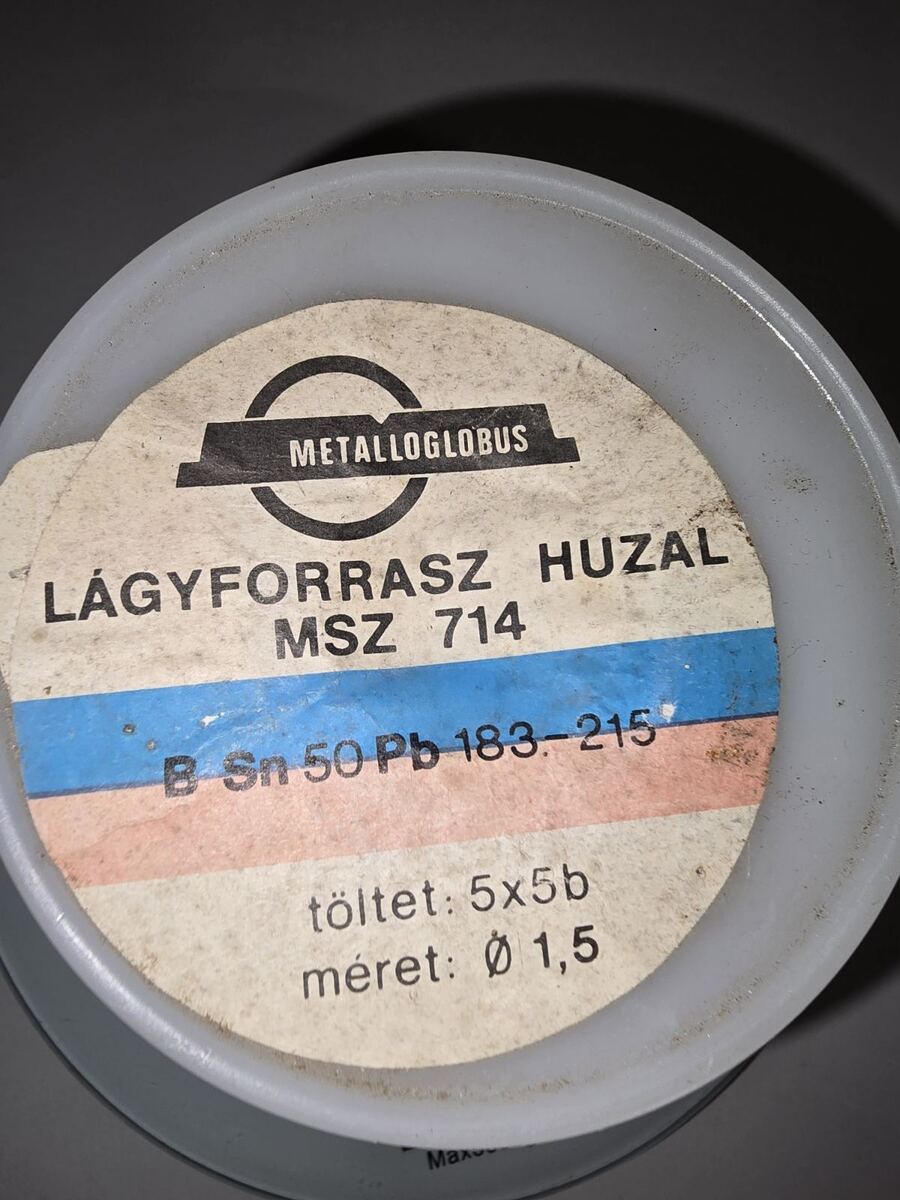 METALLOGLOBUS
LÁGYFORRASZ HUZAL
MSZ 714
B Sn 50 Pb 183-215
töltet: 5x5b
méret: Ø 1,5